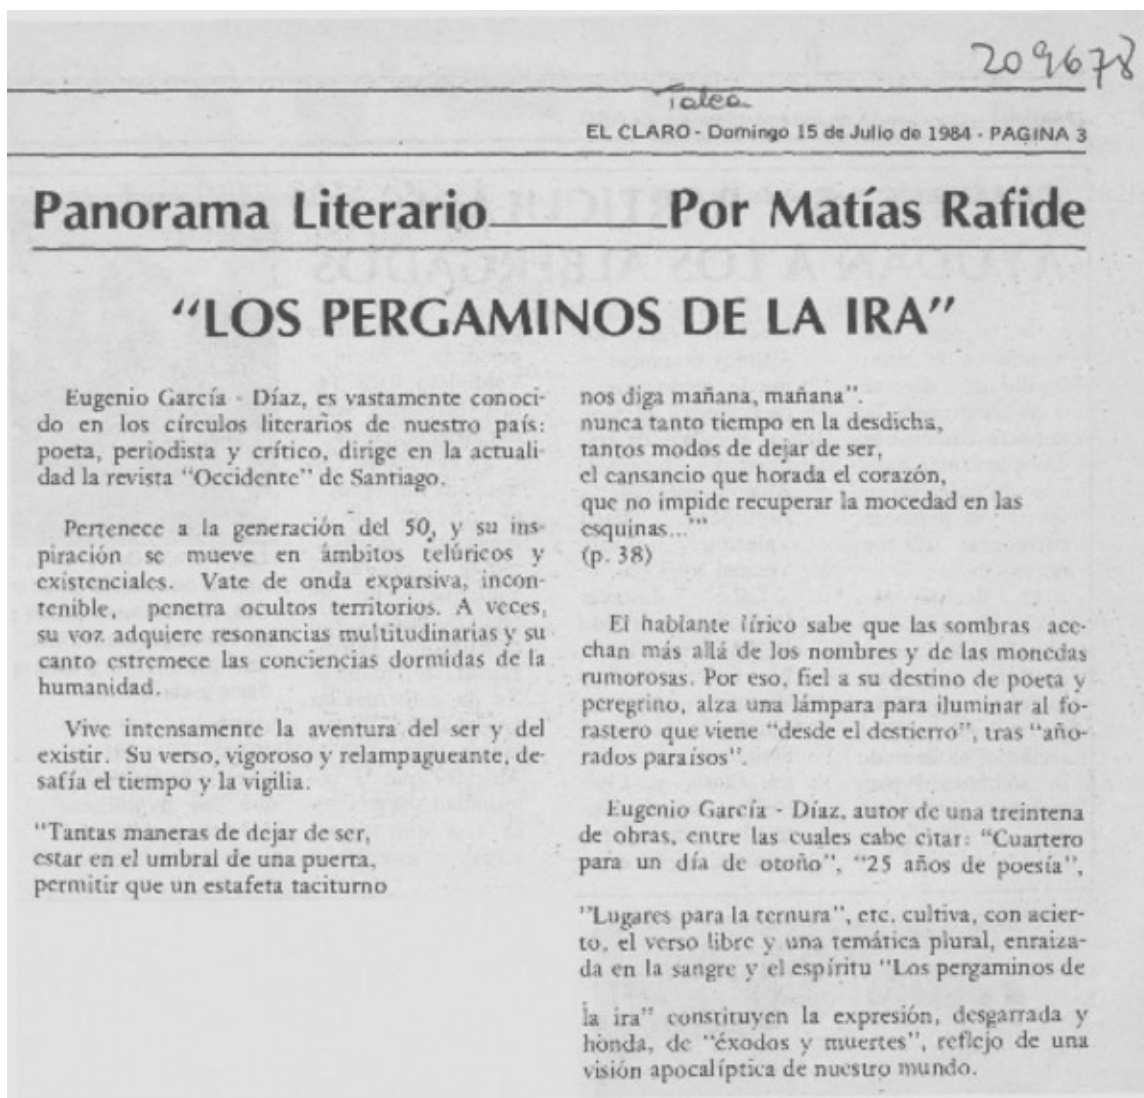 209678
Talca
EL CLARO - Domingo 15 de Julio de 1984 - PAGINA 3
Panorama Literario Por Matías Rafide
“LOS PERGAMINOS DE LA IRA”
Eugenio García - Díaz, es vastamente conoci-
do en los círculos literarios de nuestro país:
poeta, periodista y crítico, dirige en la actuali-
dad la revista “Occidente” de Santiago.
Pertenece a la generación del 50, y su ins-
piración se mueve en ámbitos telúricos y
existenciales. Vate de onda expansiva, incon-
tenible, penetra ocultos territorios. A veces,
su voz adquiere resonancias multitudinarias y su
canto estremece las conciencias dormidas de la
humanidad.
Vive intensamente la aventura del ser y del
existir. Su verso, vigoroso y relampagueante, de-
safía el tiempo y la vigilia.
“Tantas maneras de dejar de ser,
estar en el umbral de una puerta,
permitir que un estafeta taciturno
nos diga mañana, mañana”.
nunca tanto tiempo en la desdicha,
tantos modos de dejar de ser,
el cansancio que horada el corazón,
que no impide recuperar la mocedad en las
esquinas...’”
(p. 38)
El hablante lírico sabe que las sombras ace-
chan más allá de los nombres y de las monedas
rumorosas. Por eso, fiel a su destino de poeta y
peregrino, alza una lámpara para iluminar al fo-
rastero que viene “desde el destierro”, tras “año-
rados paraísos”.
Eugenio García - Díaz, autor de una treintena
de obras, entre las cuales cabe citar: “Cuartero
para un día de otoño”, “25 años de poesía”,
”Lugares para la ternura”, etc. cultiva, con acier-
to, el verso libre y una temática plural, enraiza-
da en la sangre y el espíritu “Los pergaminos de
la ira” constituyen la expresión, desgarrada y
honda, de “éxodos y muertes”, reflejo de una
visión apocalíptica de nuestro mundo.